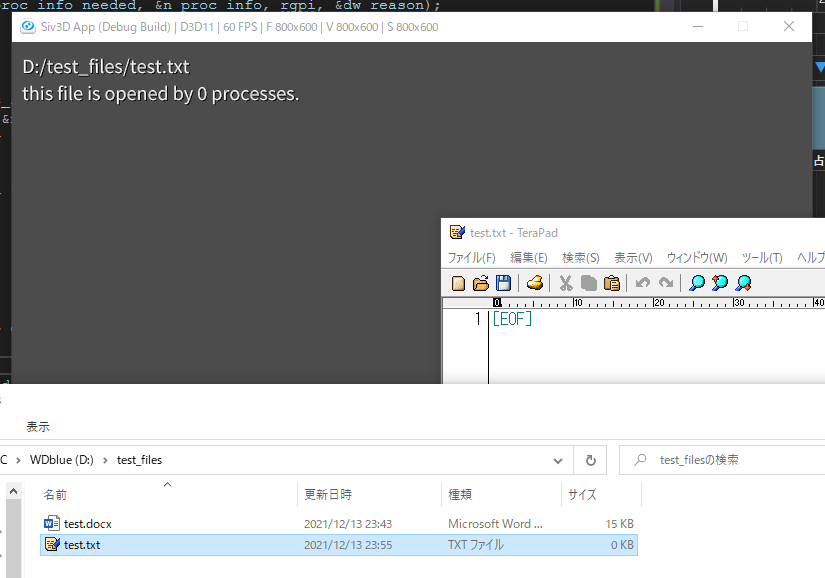 proc info needed, &n proc info, rgpi, &dw reason);
Siv3D App (Debug Build) | D3D11 | 60 FPS | F 800x600 | V 800x600 | S 800x600
D:/test_files/test.txt
this file is opened by 0 processes.
test.txt - TeraPad
ファイル(F) 編集(E) 検索(S) 表示(V) ウィンドウ(W) ツール(T) ヘルプ
0 10 20 30 40
1 [EOF]
表示
WDblue (D:) › test_files
test_filesの検索
名前 更新日時 種類 サイズ
test.docx 2021/12/13 23:43 Microsoft Word ... 15 KB
test.txt 2021/12/13 23:55 TXT ファイル 0 KB